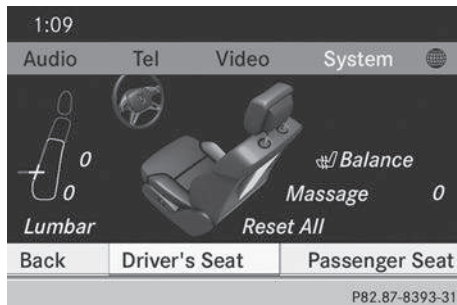 1:09
Audio Tel Video System
0
Balance
0
Massage 0
Lumbar Reset All
Back Driver's Seat Passenger Seat
P82.87-8393-31